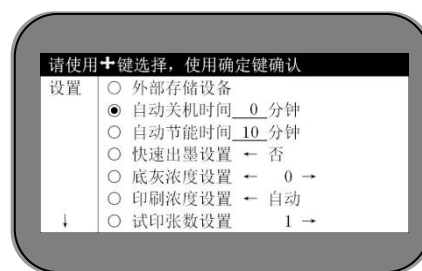 请使用✚键选择，使用确定键确认
设置 ○ 外部存储设备
◉ 自动关机时间 0 分钟
○ 自动节能时间 10 分钟
○ 快速出墨设置 ← 否
○ 底灰浓度设置 ← 0 →
○ 印刷浓度设置 ← 自动
↓ ○ 试印张数设置 1 →